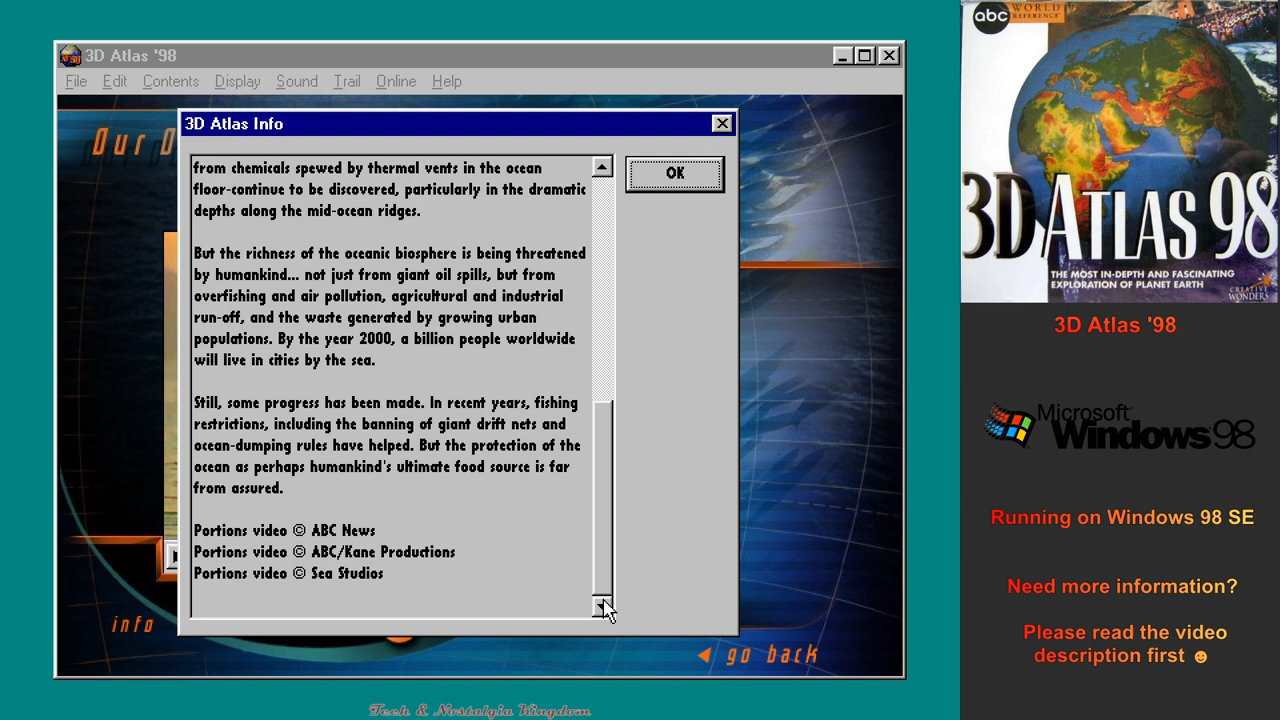 3D Atlas '98
File Edit Contents Display Sound Trail Online Help
Our
3D Atlas Info
from chemicals spewed by thermal vents in the ocean
floor-continue to be discovered, particularly in the dramatic
depths along the mid-ocean ridges.
But the richness of the oceanic biosphere is being threatened
by humankind... not just from giant oil spills, but from
overfishing and air pollution, agricultural and industrial
run-off, and the waste generated by growing urban
populations. By the year 2000, a billion people worldwide
will live in cities by the sea.
Still, some progress has been made. In recent years, fishing
restrictions, including the banning of giant drift nets and
ocean-dumping rules have helped. But the protection of the
ocean as perhaps humankind's ultimate food source is far
from assured.
Portions video © ABC News
Portions video © ABC/Kane Productions
Portions video © Sea Studios
OK
info
go back
Tech & Nostalgia Kingdom
abc WORLD
REFERENCE
3D ATLAS 98
THE MOST IN-DEPTH AND FASCINATING
EXPLORATION OF PLANET EARTH
CREATIVE
WONDERS
3D Atlas '98
Microsoft
Windows 98
Running on Windows 98 SE
Need more information?
Please read the video
description first ☻